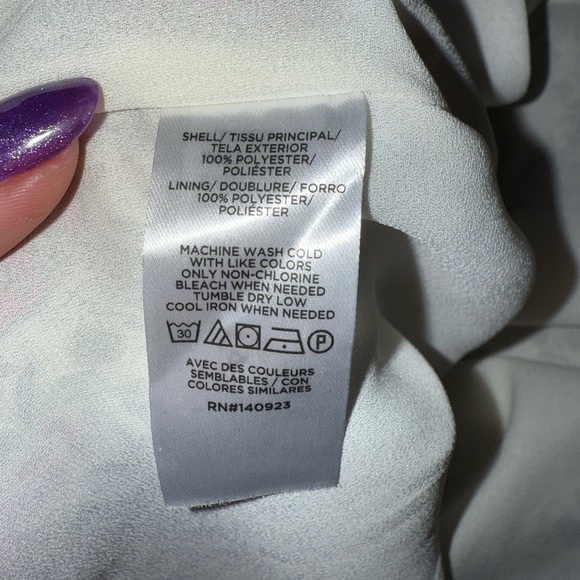 SHELL/ TISSU PRINCIPAL/
TELA EXTERIOR
100% POLYESTER/
POLIÉSTER
LINING/ DOUBLURE/ FORRO
100% POLYESTER/
POLIÉSTER
MACHINE WASH COLD
WITH LIKE COLORS
ONLY NON-CHLORINE
BLEACH WHEN NEEDED
TUMBLE DRY LOW
COOL IRON WHEN NEEDED
30 P
AVEC DES COULEURS
SEMBLABLES / CON
COLORES SIMILARES
RN#140923